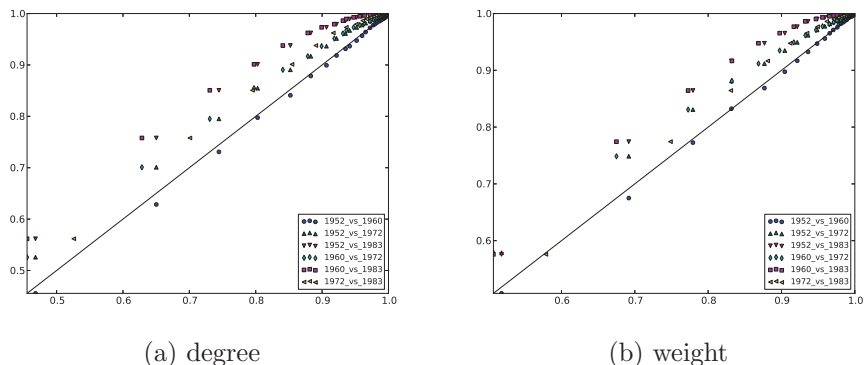 1.0
0.9
0.8
0.7
0.6
0.5
0.5 0.6 0.7 0.8 0.9 1.0
1952_vs_1960
1952_vs_1972
1952_vs_1983
1960_vs_1972
1960_vs_1983
1972_vs_1983
(a) degree
1.0
0.9
0.8
0.7
0.6
0.6 0.7 0.8 0.9 1.0
1952_vs_1960
1952_vs_1972
1952_vs_1983
1960_vs_1972
1960_vs_1983
1972_vs_1983
(b) weight